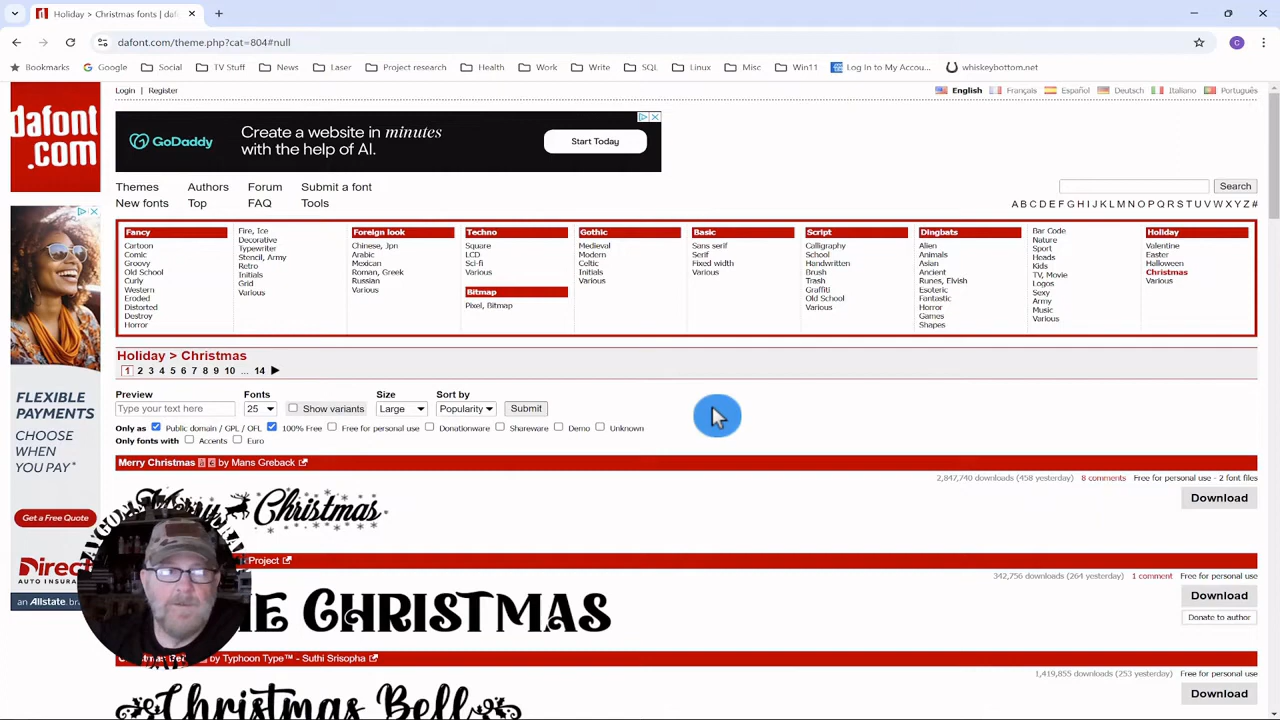 Holiday > Christmas fonts | daf
dafont.com/theme.php?cat=804#null
C
Bookmarks Google Social TV Stuff News Laser Project research Health Work Write SQL Linux Misc Win11 Log In to My Accou... whiskeybottom.net
dafont
.com
Login | Register
English Français Español Deutsch Italiano Português
GoDaddy
Create a website in minutes
with the help of AI.
Start Today
Themes Authors Forum Submit a font
New fonts Top FAQ Tools
Search
A B C D E F G H I J K L M N O P Q R S T U V W X Y Z #
Fancy
Cartoon
Comic
Groovy
Old School
Curly
Western
Eroded
Distorted
Destroy
Horror
Fire, Ice
Decorative
Typewriter
Stencil, Army
Retro
Initials
Grid
Various
Foreign look
Chinese, Jpn
Arabic
Mexican
Roman, Greek
Russian
Various
Techno
Square
LCD
Sci-fi
Various
Bitmap
Pixel, Bitmap
Gothic
Medieval
Modern
Celtic
Initials
Various
Basic
Sans serif
Serif
Fixed width
Various
Script
Calligraphy
School
Handwritten
Brush
Trash
Graffiti
Old School
Various
Dingbats
Alien
Animals
Asian
Ancient
Runes, Elvish
Esoteric
Fantastic
Horror
Games
Shapes
Bar Code
Nature
Sport
Heads
Kids
TV, Movie
Logos
Sexy
Army
Music
Various
Holiday
Valentine
Easter
Halloween
Christmas
Various
Holiday > Christmas
1 2 3 4 5 6 7 8 9 10 ... 14
Preview Fonts Size Sort by
Type your text here 25 Show variants Large Popularity Submit
Only as Public domain / GPL / OFL 100% Free Free for personal use Donationware Shareware Demo Unknown
Only fonts with Accents Euro
Merry Christmas by Mans Greback
2,847,740 downloads (458 yesterday) 8 comments Free for personal use - 2 font files
Download
Merry Christmas
Project
342,756 downloads (264 yesterday) 1 comment Free for personal use
Download
Donate to author
E CHRISTMAS
by Typhoon Type™ - Suthi Srisopha
1,419,855 downloads (253 yesterday) Free for personal use
Download
Christmas Bell
FLEXIBLE
PAYMENTS
CHOOSE
WHEN
YOU PAY*
Get a Free Quote
Direct
AUTO INSURA
an Allstate. bra